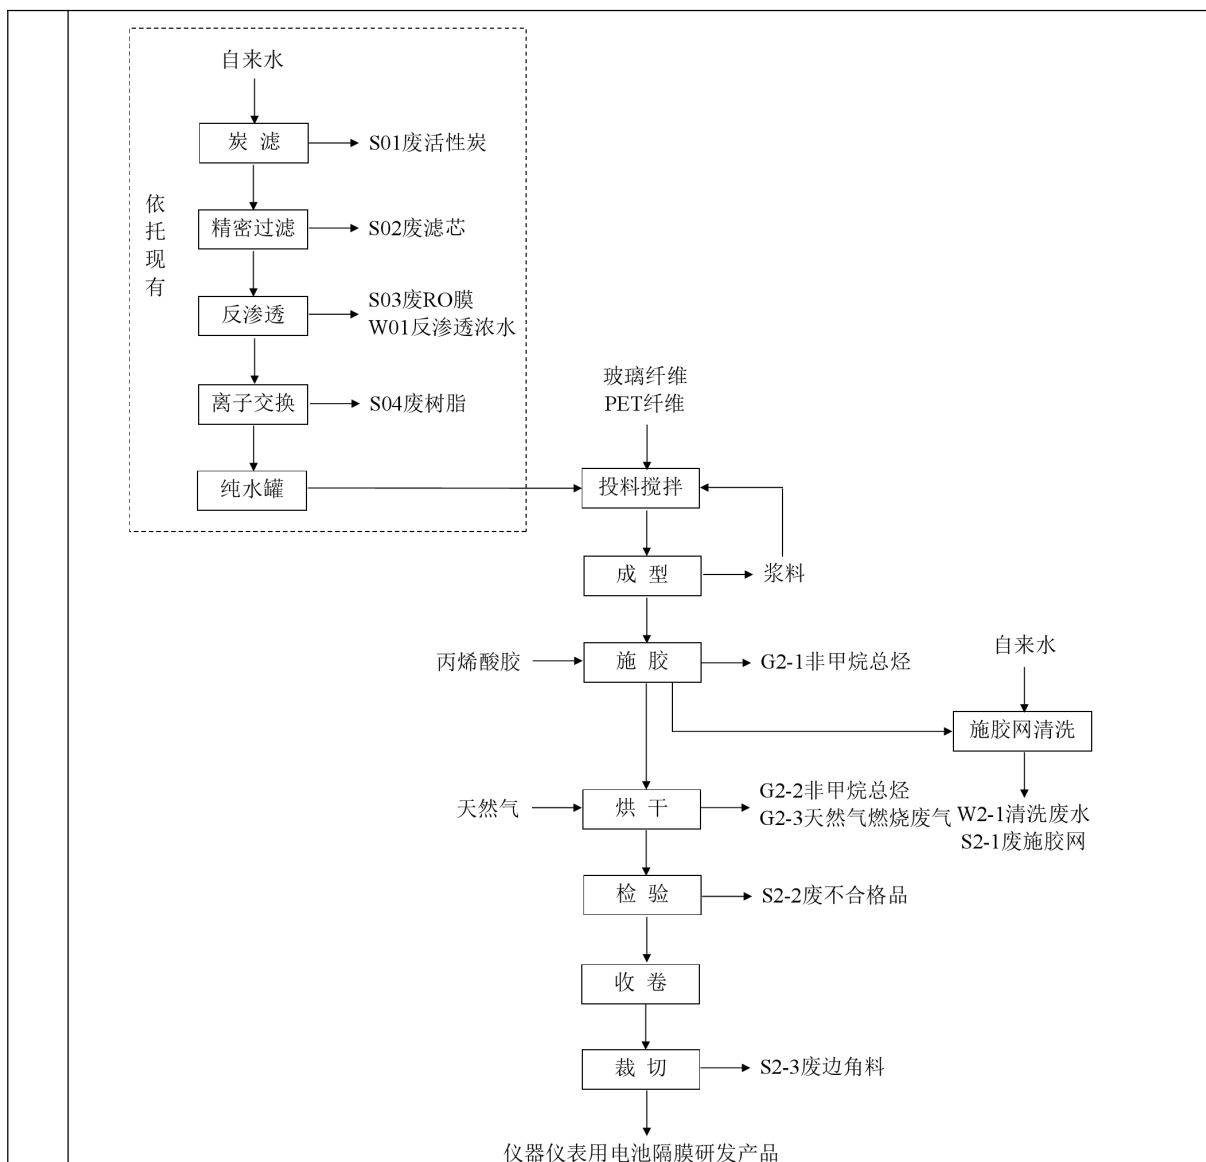 自来水
炭 滤
S01废活性炭
依托现有
精密过滤
S02废滤芯
反渗透
S03废RO膜
W01反渗透浓水
离子交换
S04废树脂
纯水罐
玻璃纤维
PET纤维
投料搅拌
成 型
浆料
丙烯酸胶
施 胶
G2-1非甲烷总烃
自来水
施胶网清洗
W2-1清洗废水
S2-1废施胶网
天然气
烘 干
G2-2非甲烷总烃
G2-3天然气燃烧废气
检 验
S2-2废不合格品
收 卷
裁 切
S2-3废边角料
仪器仪表用电池隔膜研发产品